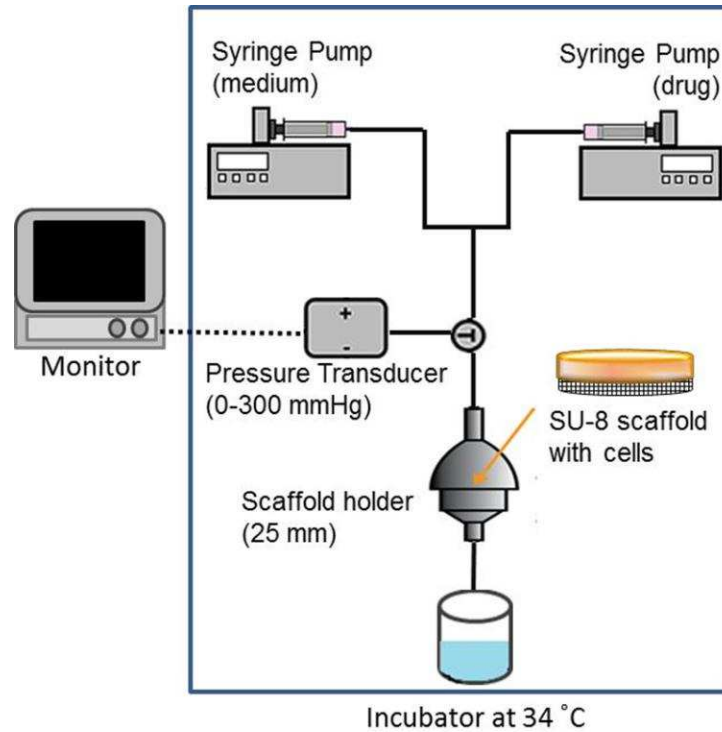 Syringe Pump
(medium)
Syringe Pump
(drug)
Monitor
+
-
Pressure Transducer
(0-300 mmHg)
SU-8 scaffold
with cells
Scaffold holder
(25 mm)
Incubator at 34 ˚C